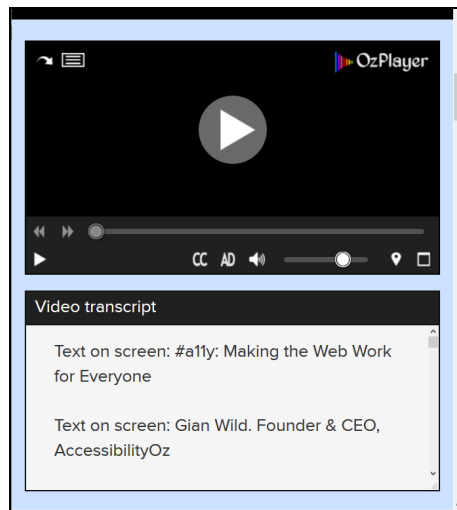 OzPlayer
CC AD
Video transcript
Text on screen: #a11y: Making the Web Work
for Everyone
Text on screen: Gian Wild. Founder & CEO,
AccessibilityOz